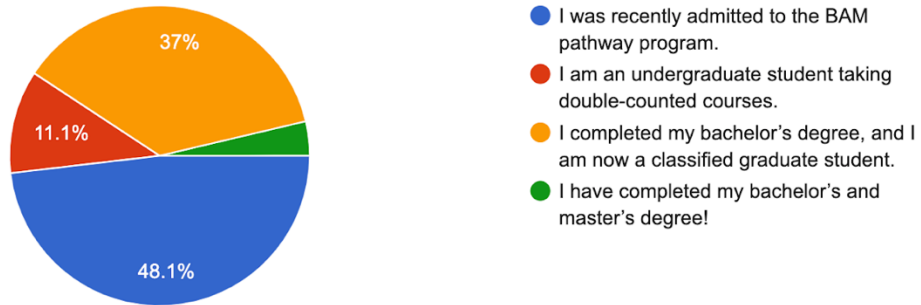 37%
11.1%
48.1%
I was recently admitted to the BAM
pathway program.
I am an undergraduate student taking
double-counted courses.
I completed my bachelor’s degree, and I
am now a classified graduate student.
I have completed my bachelor’s and
master’s degree!